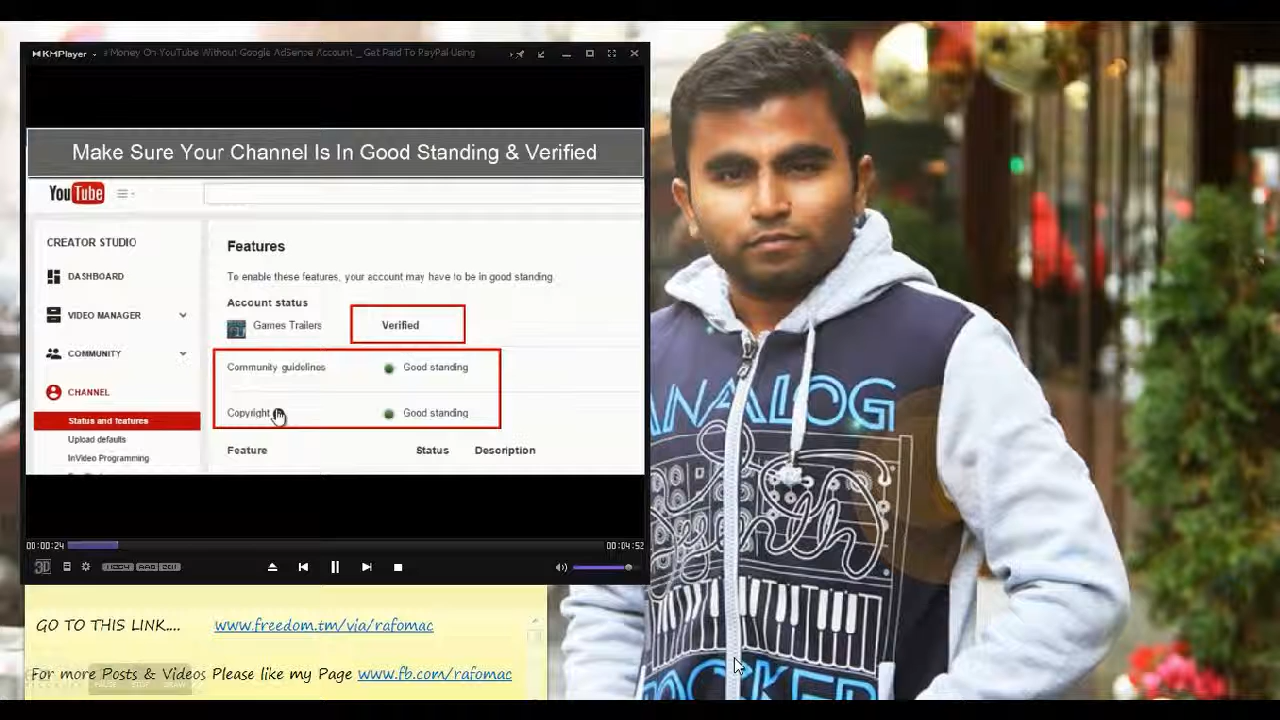 KMPlayer
e Money On YouTube Without Google AdSense Account _ Get Paid To PayPal Using
Make Sure Your Channel Is In Good Standing & Verified
YouTube
CREATOR STUDIO
DASHBOARD
VIDEO MANAGER
COMMUNITY
CHANNEL
Status and features
Upload defaults
InVideo Programming
Features
To enable these features, your account may have to be in good standing.
Account status
Games Trailers Verified
Community guidelines Good standing
Copyright Good standing
Feature Status Description
00:00:24 00:04:52
3D
GO TO THIS LINK.... www.freedom.tm/via/rafomac
For more Posts & Videos Please like my Page www.fb.com/rafomac
ANALOG
ROCKER